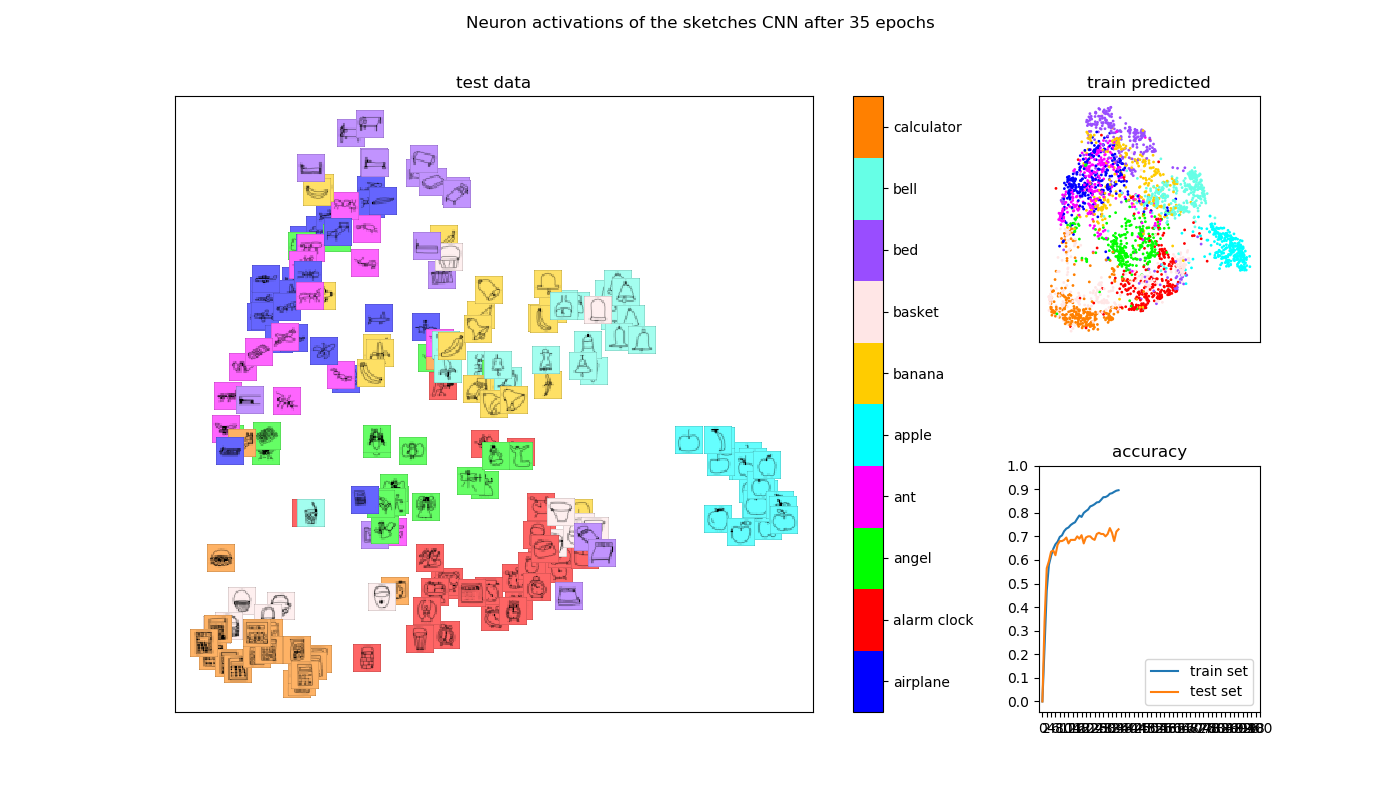 Neuron activations of the sketches CNN after 35 epochs
test data
calculator
bell
bed
basket
banana
apple
ant
angel
alarm clock
airplane
train predicted
accuracy
1.0
0.9
0.8
0.7
0.6
0.5
0.4
0.3
0.2
0.1
0.0
train set
test set